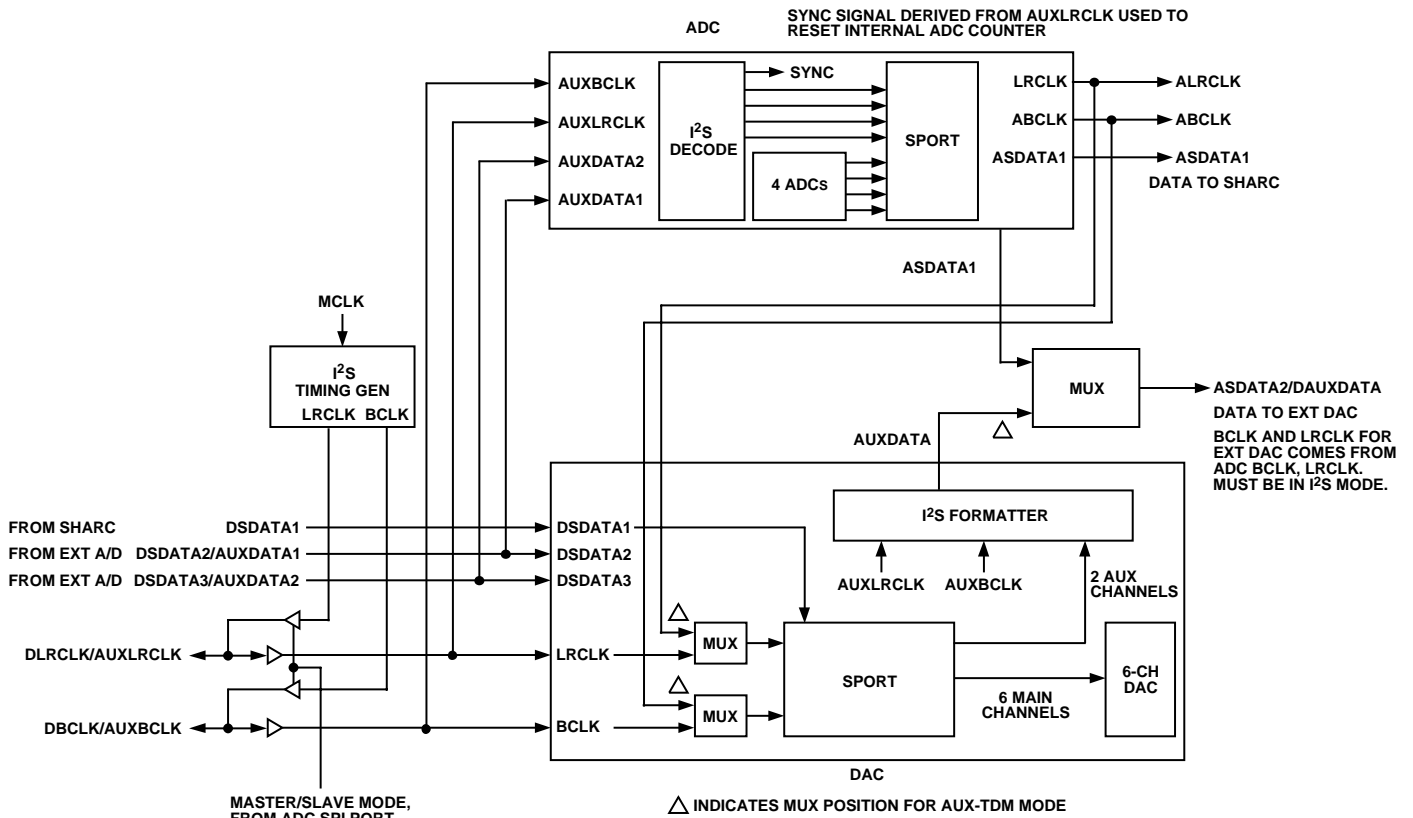 ADC
SYNC SIGNAL DERIVED FROM AUXLRCLK USED TO
RESET INTERNAL ADC COUNTER
AUXBCLK
AUXLRCLK
AUXDATA2
AUXDATA1
I²S
DECODE
SYNC
4 ADCs
SPORT
LRCLK
ABCLK
ASDATA1
ALRCLK
ABCLK
ASDATA1
DATA TO SHARC
ASDATA1
MCLK
I²S
TIMING GEN
LRCLK BCLK
MUX
ASDATA2/DAUXDATA
DATA TO EXT DAC
BCLK AND LRCLK FOR
EXT DAC COMES FROM
ADC BCLK, LRCLK.
MUST BE IN I²S MODE.
AUXDATA
FROM SHARC DSDATA1
FROM EXT A/D DSDATA2/AUXDATA1
FROM EXT A/D DSDATA3/AUXDATA2
DLRCLK/AUXLRCLK
DBCLK/AUXBCLK
DSDATA1
DSDATA2
DSDATA3
LRCLK
BCLK
I²S FORMATTER
AUXLRCLK
AUXBCLK
2 AUX
CHANNELS
MUX
MUX
SPORT
6 MAIN
CHANNELS
6-CH
DAC
DAC
MASTER/SLAVE MODE,
FROM ADC SPI PORT
△ INDICATES MUX POSITION FOR AUX-TDM MODE